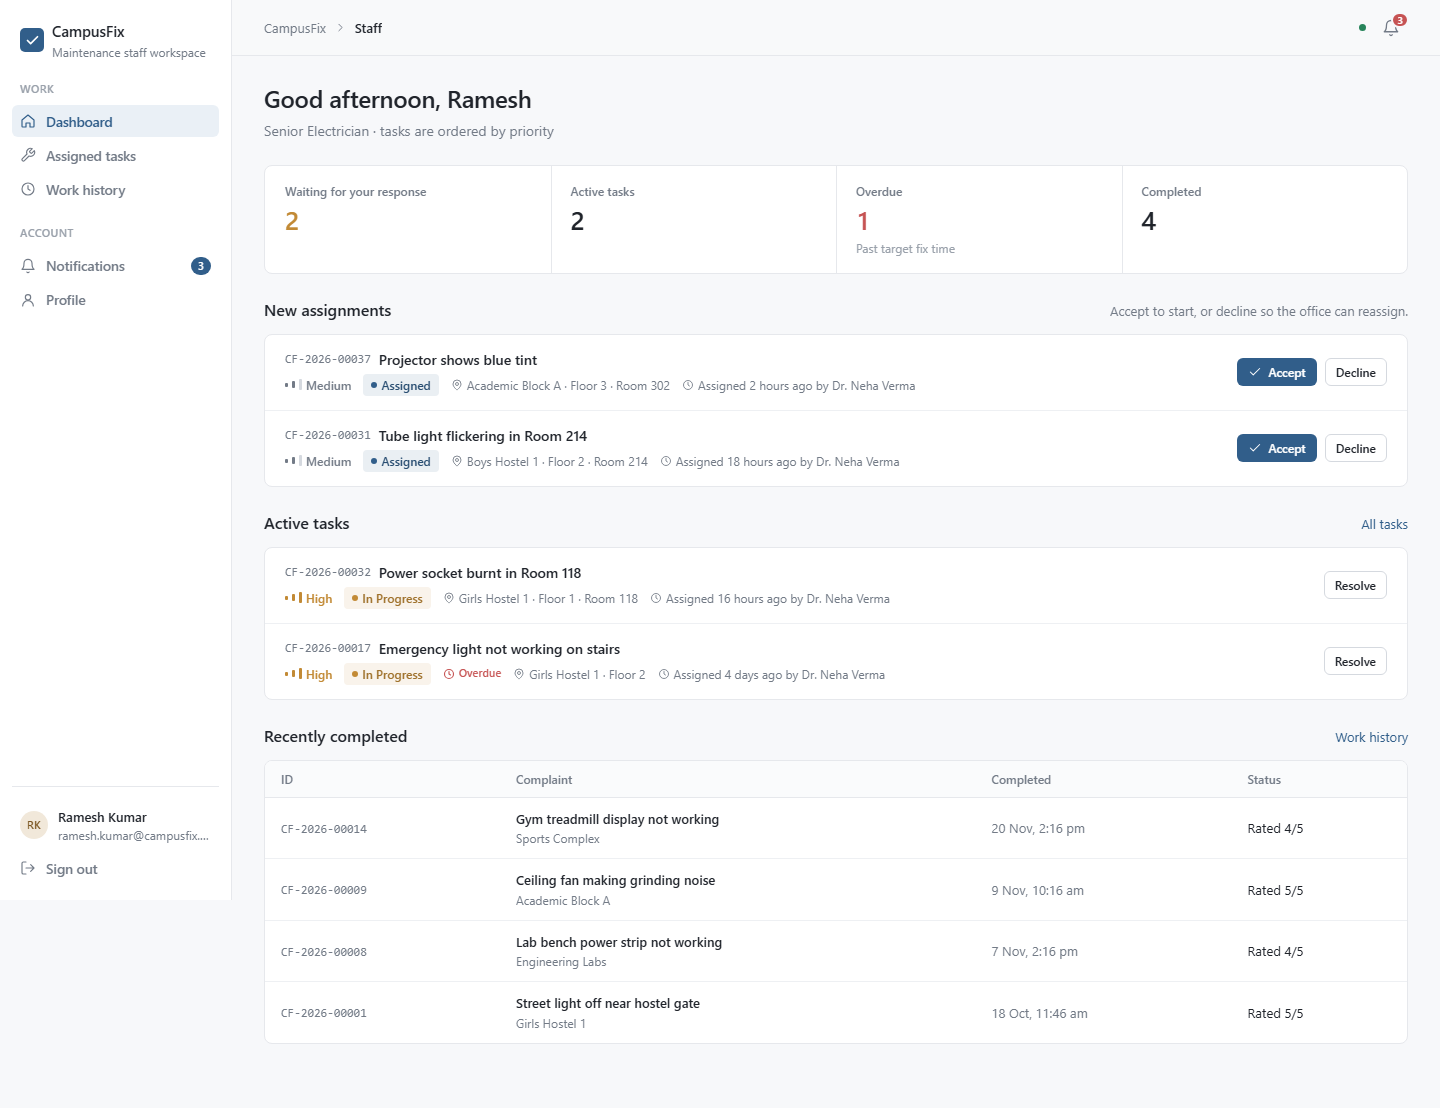 CampusFix
Maintenance staff workspace
WORK
Dashboard
Assigned tasks
Work history
ACCOUNT
Notifications 3
Profile
Ramesh Kumar
RK
ramesh.kumar@campusfix....
Sign out
CampusFix > Staff
3
Good afternoon, Ramesh
Senior Electrician · tasks are ordered by priority
Waiting for your response
2
Active tasks
2
Overdue
1
Past target fix time
Completed
4
New assignments
Accept to start, or decline so the office can reassign.
CF-2026-00037 Projector shows blue tint
Medium Assigned Academic Block A · Floor 3 · Room 302 Assigned 2 hours ago by Dr. Neha Verma
Accept Decline
CF-2026-00031 Tube light flickering in Room 214
Medium Assigned Boys Hostel 1 · Floor 2 · Room 214 Assigned 18 hours ago by Dr. Neha Verma
Accept Decline
Active tasks
All tasks
CF-2026-00032 Power socket burnt in Room 118
High In Progress Girls Hostel 1 · Floor 1 · Room 118 Assigned 16 hours ago by Dr. Neha Verma
Resolve
CF-2026-00017 Emergency light not working on stairs
High In Progress Overdue Girls Hostel 1 · Floor 2 Assigned 4 days ago by Dr. Neha Verma
Resolve
Recently completed
Work history
ID Complaint Completed Status
CF-2026-00014 Gym treadmill display not working 20 Nov, 2:16 pm Rated 4/5
Sports Complex
CF-2026-00009 Ceiling fan making grinding noise 9 Nov, 10:16 am Rated 5/5
Academic Block A
CF-2026-00008 Lab bench power strip not working 7 Nov, 2:16 pm Rated 4/5
Engineering Labs
CF-2026-00001 Street light off near hostel gate 18 Oct, 11:46 am Rated 5/5
Girls Hostel 1